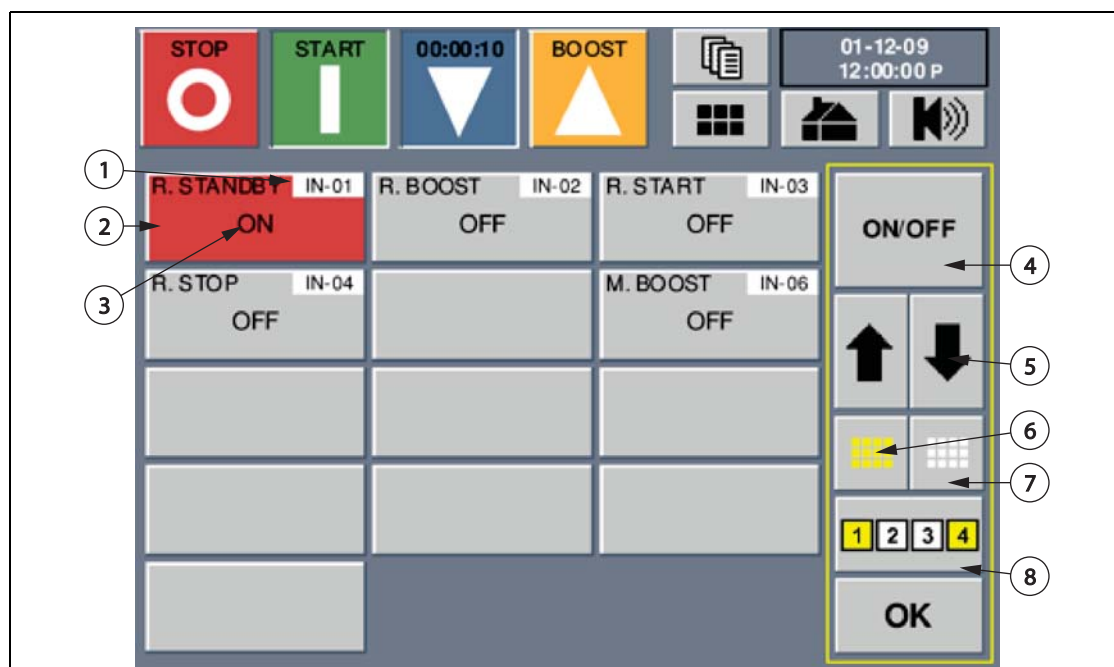 STOP START 00:00:10 BOOST
01-12-09
12:00:00 P
1
2
3
R. STANDBY IN-01 R. BOOST IN-02 R. START IN-03
ON OFF OFF
R. STOP IN-04 M. BOOST IN-06
OFF OFF
ON/OFF
4
5
6
7
1 2 3 4
8
OK